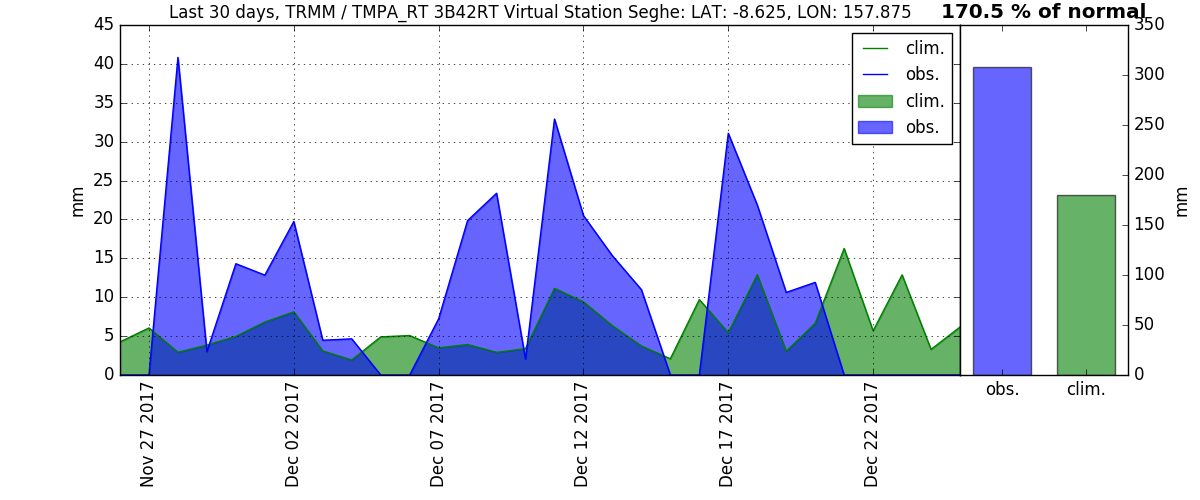 Last 30 days, TRMM / TMPA_RT 3B42RT Virtual Station Seghe: LAT: -8.625, LON: 157.875
170.5 % of normal
45
40
35
30
25
20
15
10
5
0
mm
clim.
obs.
clim.
obs.
350
300
250
200
150
100
50
0
mm
Nov 27 2017
Dec 02 2017
Dec 07 2017
Dec 12 2017
Dec 17 2017
Dec 22 2017
obs.
clim.